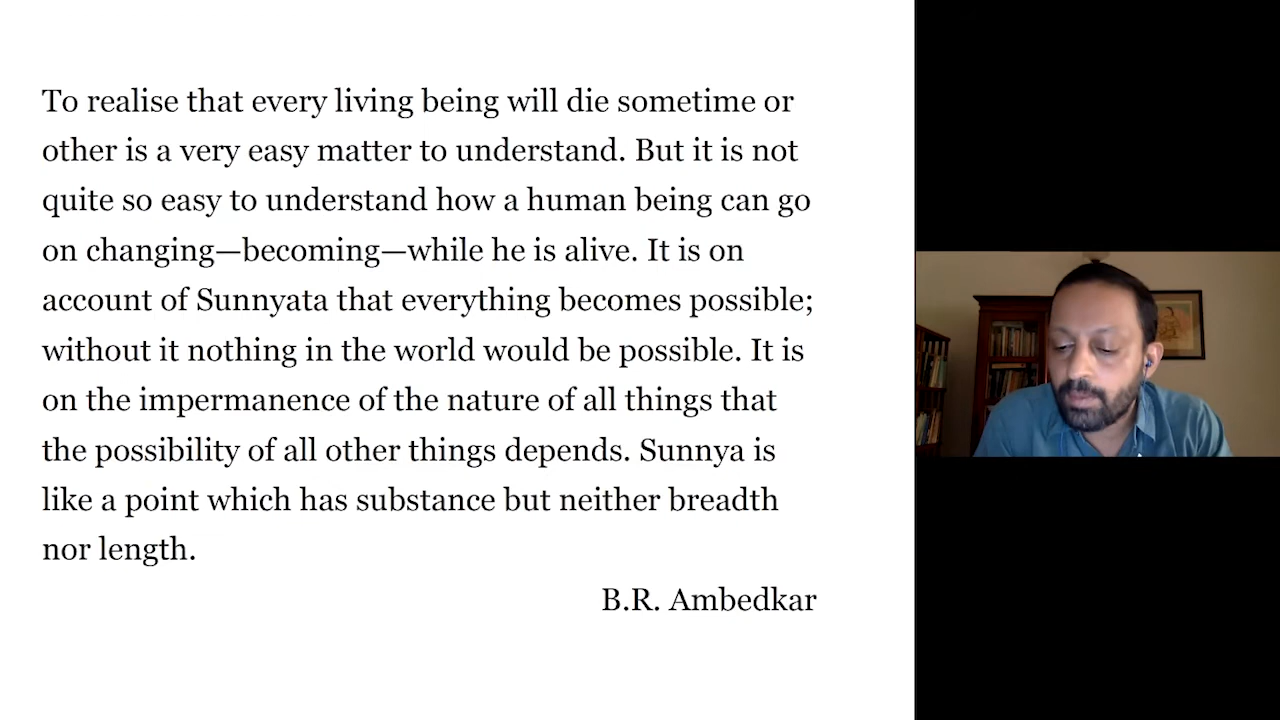 To realise that every living being will die sometime or
other is a very easy matter to understand. But it is not
quite so easy to understand how a human being can go
on changing—becoming—while he is alive. It is on
account of Sunnyata that everything becomes possible;
without it nothing in the world would be possible. It is
on the impermanence of the nature of all things that
the possibility of all other things depends. Sunnya is
like a point which has substance but neither breadth
nor length.
B.R. Ambedkar